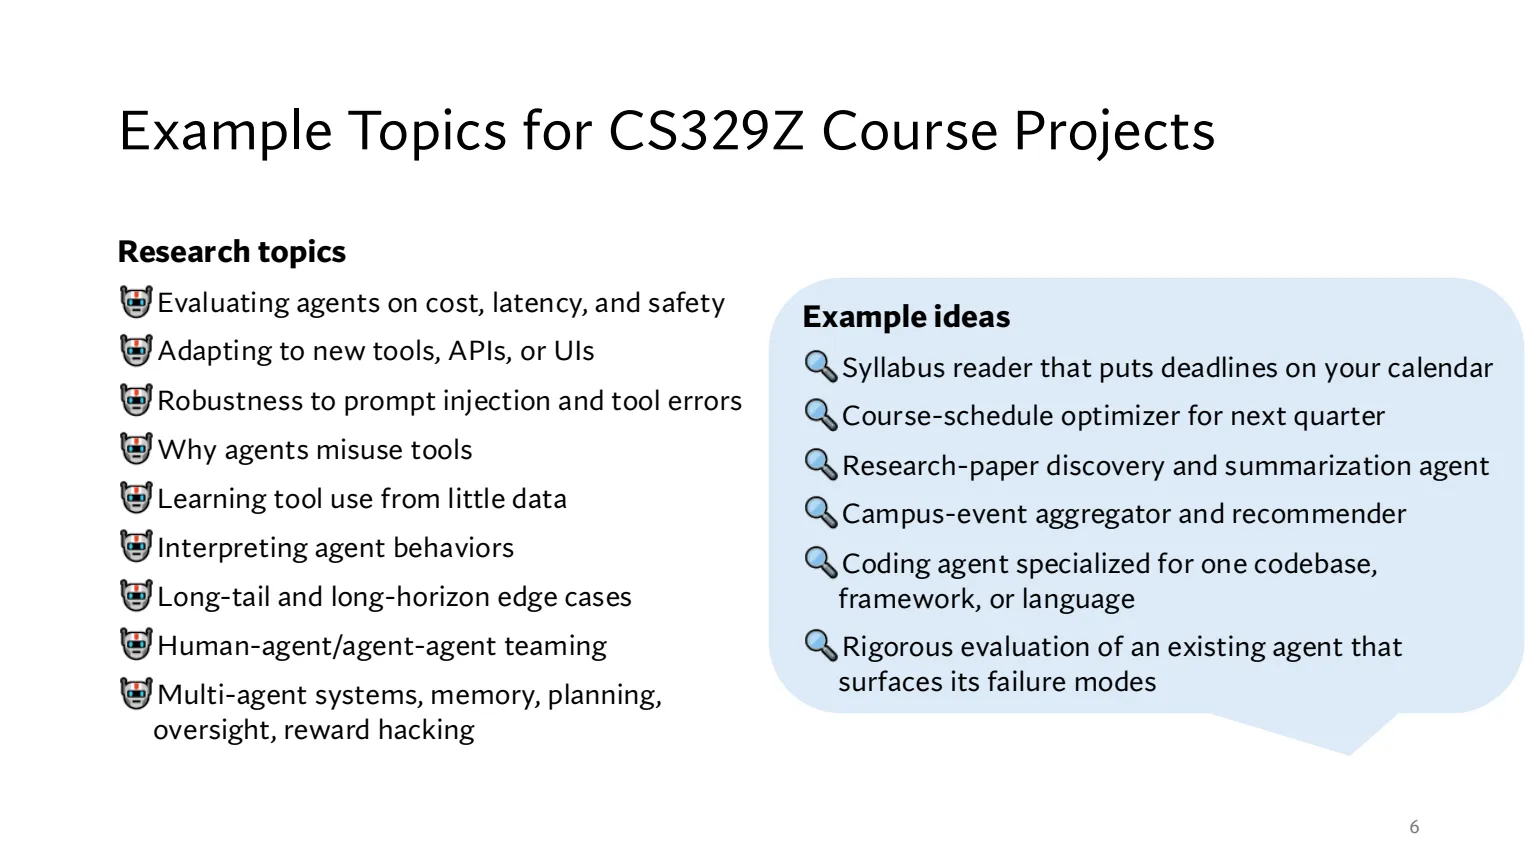 Example Topics for CS329Z Course Projects
Research topics
Evaluating agents on cost, latency, and safety
Adapting to new tools, APIs, or UIs
Robustness to prompt injection and tool errors
Why agents misuse tools
Learning tool use from little data
Interpreting agent behaviors
Long-tail and long-horizon edge cases
Human-agent/agent-agent teaming
Multi-agent systems, memory, planning,
oversight, reward hacking
Example ideas
Syllabus reader that puts deadlines on your calendar
Course-schedule optimizer for next quarter
Research-paper discovery and summarization agent
Campus-event aggregator and recommender
Coding agent specialized for one codebase,
framework, or language
Rigorous evaluation of an existing agent that
surfaces its failure modes
6